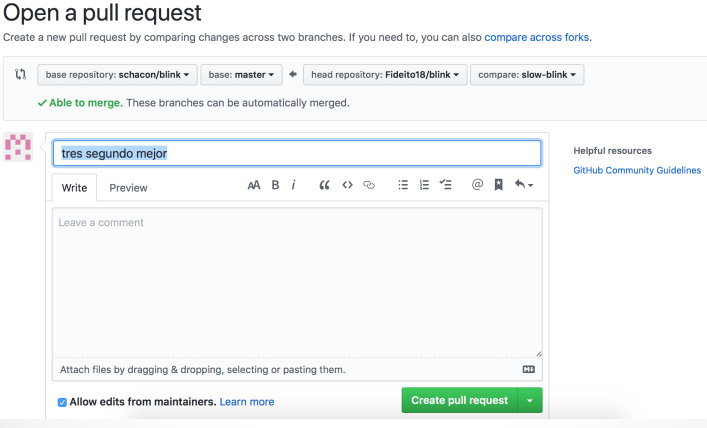 Open a pull request
Create a new pull request by comparing changes across two branches. If you need to, you can also compare across forks.
base repository: schacon/blink base: master head repository: Fideito18/blink compare: slow-blink
Able to merge. These branches can be automatically merged.
tres segundo mejor
Helpful resources
GitHub Community Guidelines
Write Preview AA B i
Leave a comment
Attach files by dragging & dropping, selecting or pasting them.
Allow edits from maintainers. Learn more
Create pull request